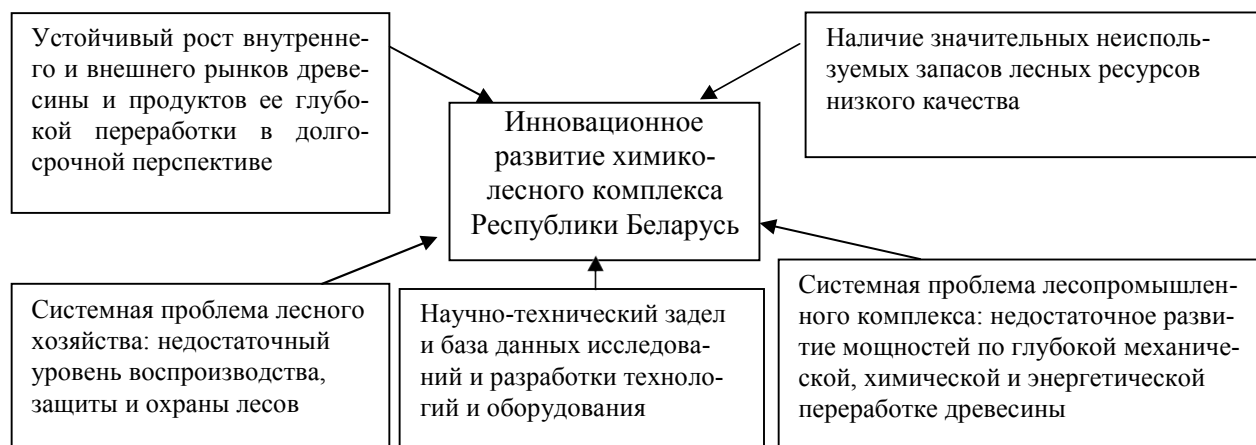 Устойчивый рост внутренне-
го и внешнего рынков древе-
сины и продуктов ее глубо-
кой переработки в долго-
срочной перспективе
Наличие значительных неисполь-
зуемых запасов лесных ресурсов
низкого качества
Инновационное
развитие химико-
лесного комплекса
Республики Беларусь
Системная проблема лесного
хозяйства: недостаточный
уровень воспроизводства,
защиты и охраны лесов
Научно-технический задел
и база данных исследова-
ний и разработки техноло-
гий и оборудования
Системная проблема лесопромышлен-
ного комплекса: недостаточное разви-
тие мощностей по глубокой механиче-
ской, химической и энергетической
переработке древесины